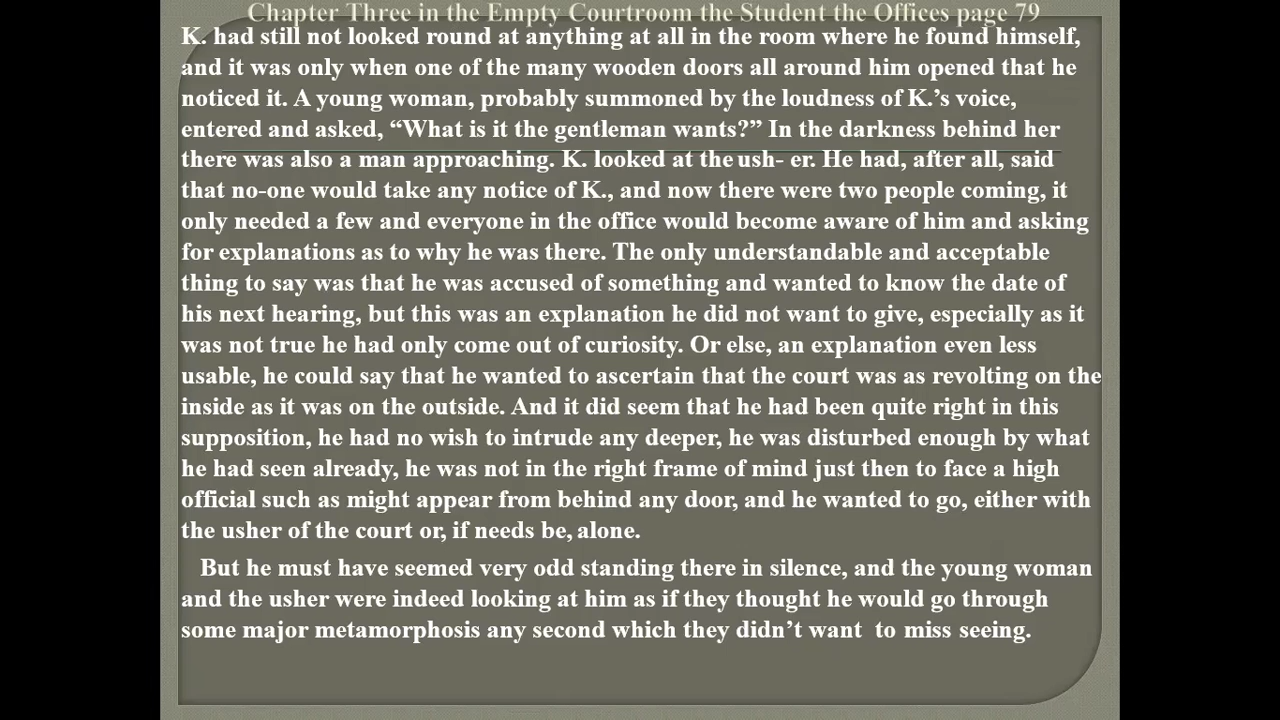 Chapter Three in the Empty Courtroom the Student the Offices page 79
K. had still not looked round at anything at all in the room where he found himself,
and it was only when one of the many wooden doors all around him opened that he
noticed it. A young woman, probably summoned by the loudness of K.’s voice,
entered and asked, “What is it the gentleman wants?” In the darkness behind her
there was also a man approaching. K. looked at the ush- er. He had, after all, said
that no-one would take any notice of K., and now there were two people coming, it
only needed a few and everyone in the office would become aware of him and asking
for explanations as to why he was there. The only understandable and acceptable
thing to say was that he was accused of something and wanted to know the date of
his next hearing, but this was an explanation he did not want to give, especially as it
was not true he had only come out of curiosity. Or else, an explanation even less
usable, he could say that he wanted to ascertain that the court was as revolting on the
inside as it was on the outside. And it did seem that he had been quite right in this
supposition, he had no wish to intrude any deeper, he was disturbed enough by what
he had seen already, he was not in the right frame of mind just then to face a high
official such as might appear from behind any door, and he wanted to go, either with
the usher of the court or, if needs be, alone.
But he must have seemed very odd standing there in silence, and the young woman
and the usher were indeed looking at him as if they thought he would go through
some major metamorphosis any second which they didn’t want to miss seeing.